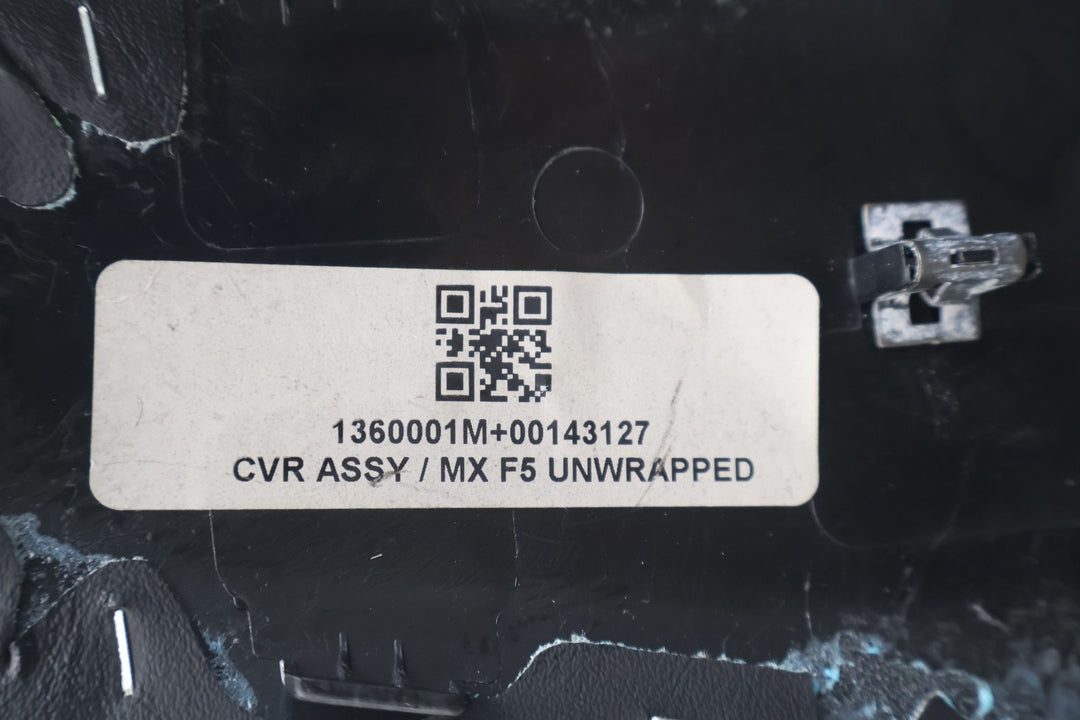 1360001M+00143127
CVR ASSY / MX F5 UNWRAPPED